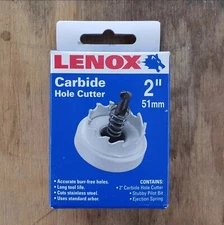 LENOX
Carbide
Hole Cutter
2"
51mm
• Accurate burr-free holes.
• Long tool life.
• Cuts stainless steel.
• Uses standard arbor.
CONTAINS:
• 2" Carbide Hole Cutter
• Stubby Pilot Bit
• Ejection Spring